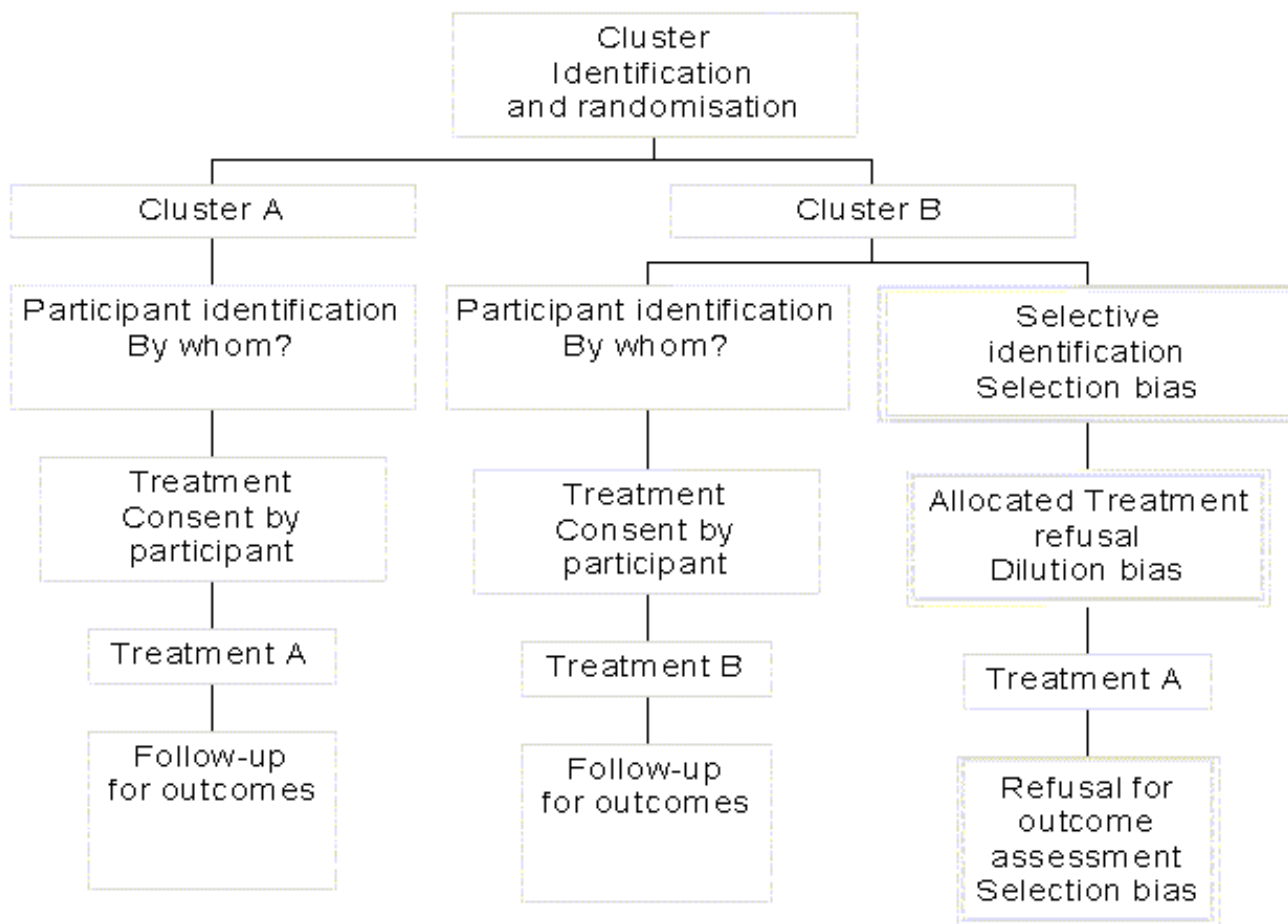 Cluster
Identification
and randomisation
Cluster A
Cluster B
Participant identification
By whom?
Participant identification
By whom?
Selective
identification
Selection bias
Treatment
Consent by
participant
Treatment
Consent by
participant
Allocated Treatment
refusal
Dilution bias
Treatment A
Treatment B
Treatment A
Follow-up
for outcomes
Follow-up
for outcomes
Refusal for
outcome
assessment
Selection bias